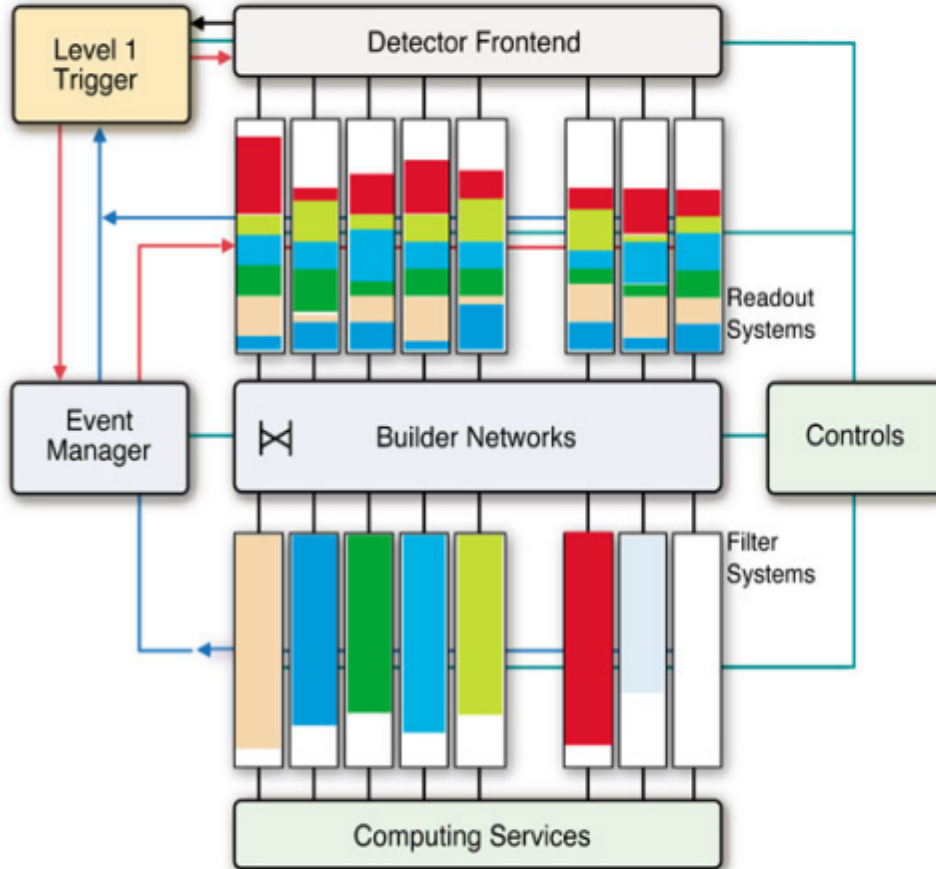 Level 1
Trigger
Detector Frontend
Readout
Systems
Event
Manager
Builder Networks
Controls
Filter
Systems
Computing Services